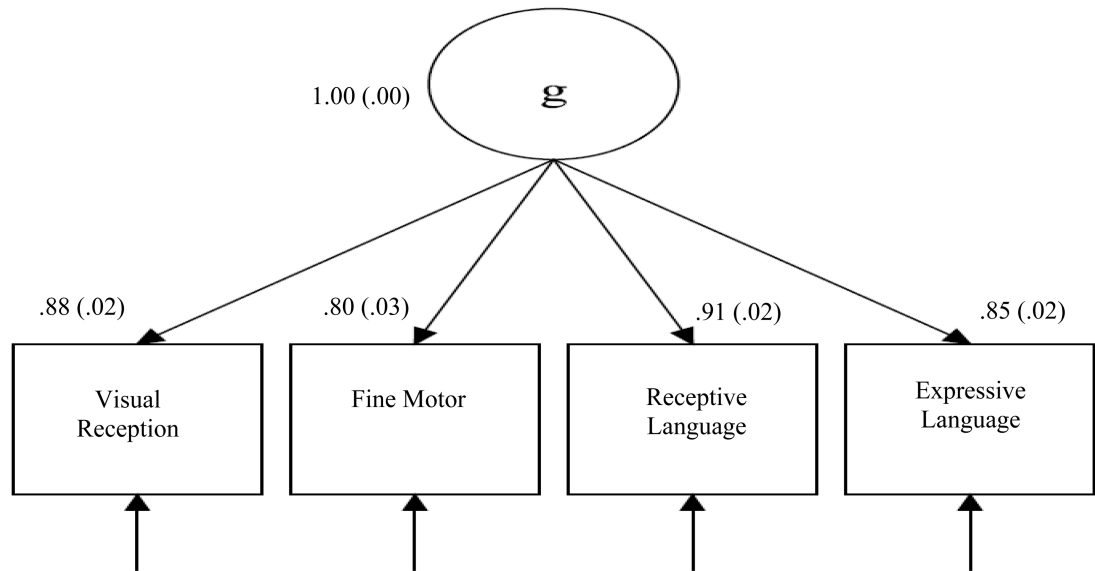 g
1.00 (.00)
.88 (.02)
.80 (.03)
.91 (.02)
.85 (.02)
Visual
Reception
Fine Motor
Receptive
Language
Expressive
Language